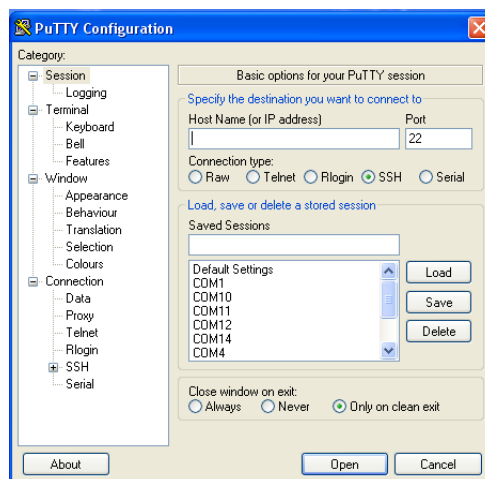 PuTTY Configuration
Category:
Session
Logging
Terminal
Keyboard
Bell
Features
Window
Appearance
Behaviour
Translation
Selection
Colours
Connection
Data
Proxy
Telnet
Rlogin
SSH
Serial
Basic options for your PuTTY session
Specify the destination you want to connect to
Host Name (or IP address) Port
22
Connection type:
Raw Telnet Rlogin SSH Serial
Load, save or delete a stored session
Saved Sessions
Default Settings
COM1
COM10
COM11
COM12
COM14
COM4
Load
Save
Delete
Close window on exit:
Always Never Only on clean exit
About Open Cancel